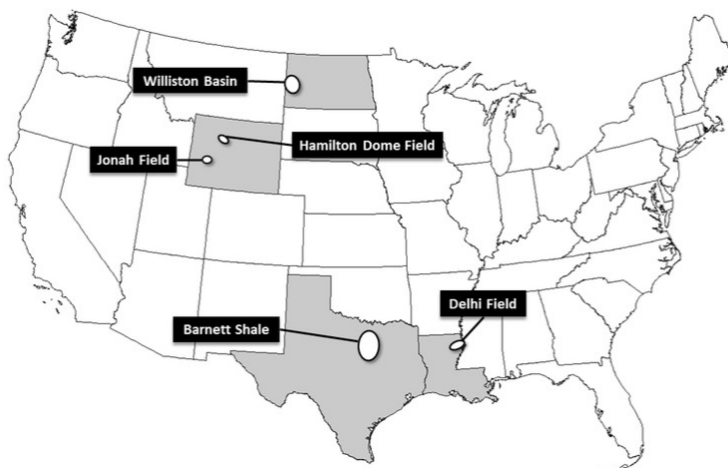 Williston Basin
Hamilton Dome Field
Jonah Field
Delhi Field
Barnett Shale